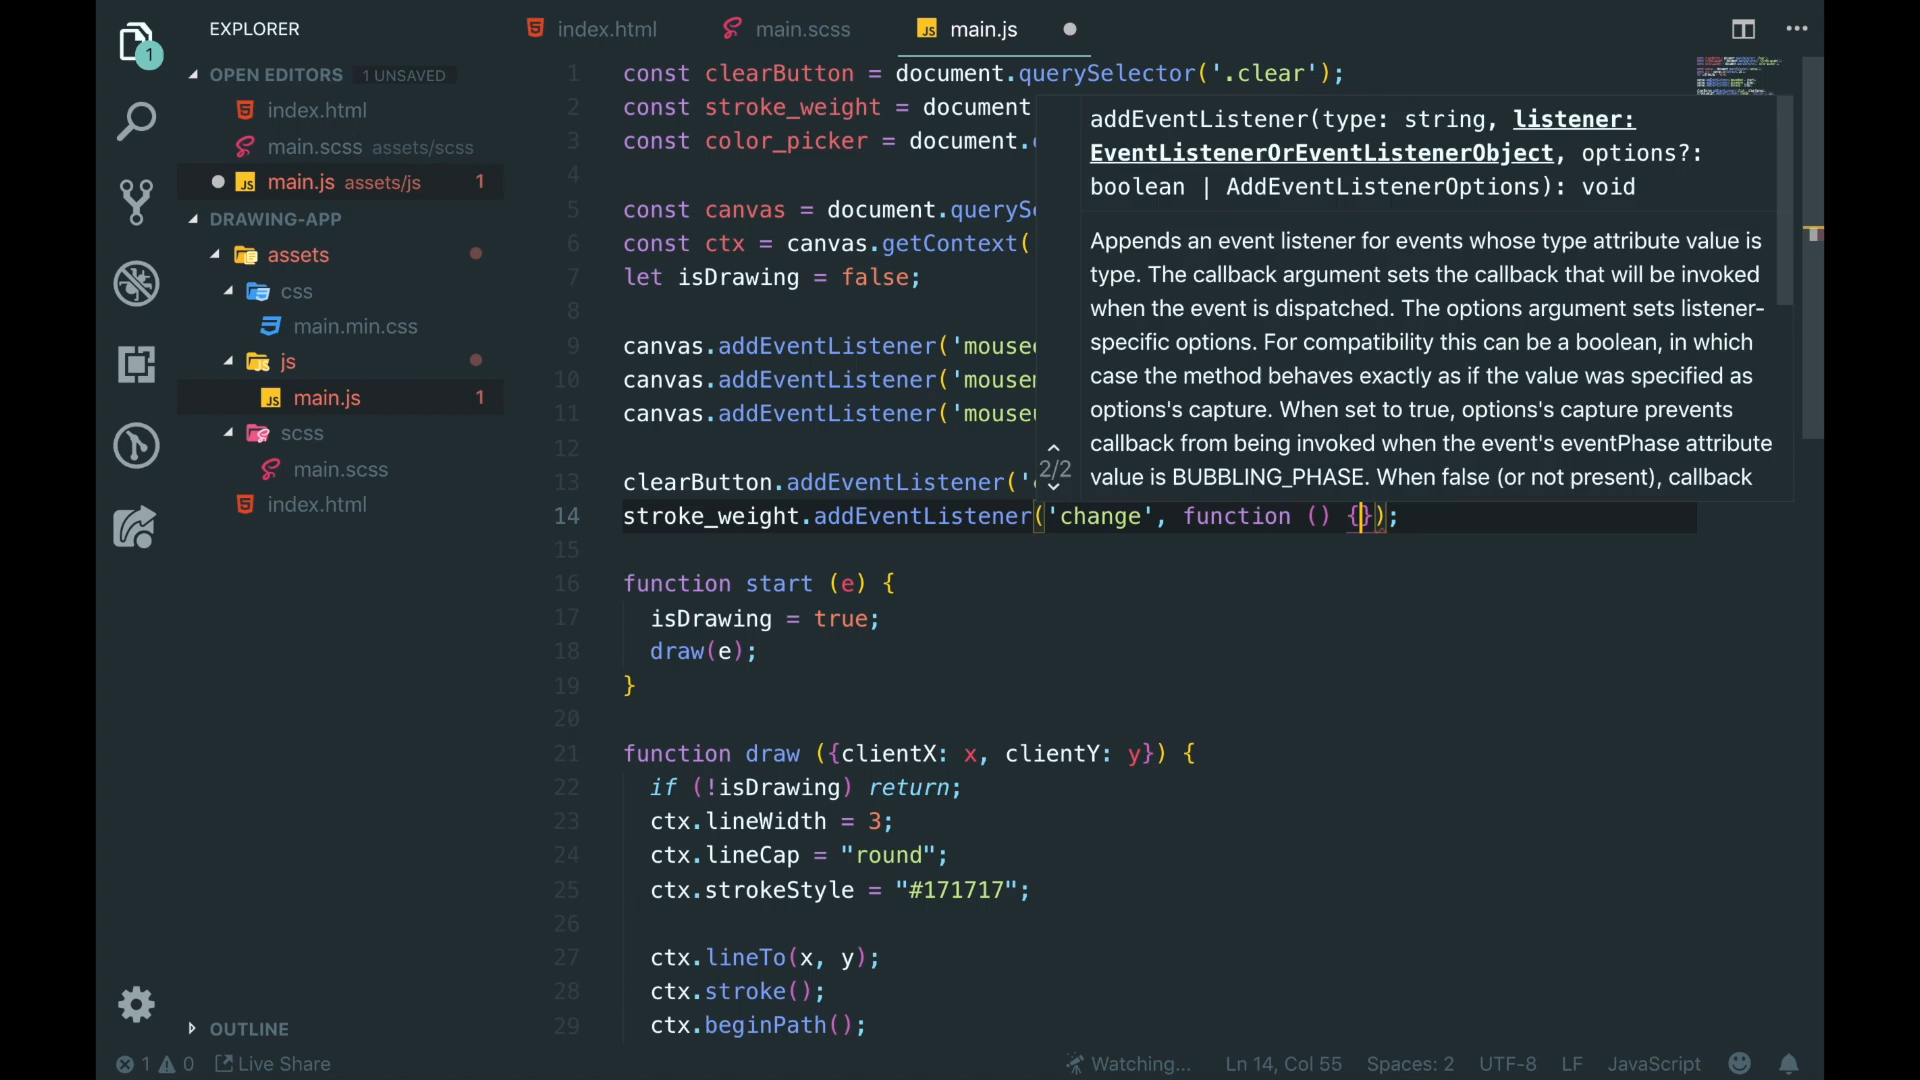 EXPLORER
1
OPEN EDITORS 1 UNSAVED
index.html
main.scss assets/scss
JS main.js assets/js 1
DRAWING-APP
assets
css
main.min.css
js
JS main.js 1
scss
main.scss
index.html
OUTLINE
index.html main.scss JS main.js
1 const clearButton = document.querySelector('.clear');
2 const stroke_weight = document
3 const color_picker = document.
4
5 const canvas = document.queryS
6 const ctx = canvas.getContext(
7 let isDrawing = false;
8
9 canvas.addEventListener('mouse
10 canvas.addEventListener('mouse
11 canvas.addEventListener('mouse
12
13 clearButton.addEventListener('
14 stroke_weight.addEventListener('change', function () {});
15
16 function start (e) {
17 isDrawing = true;
18 draw(e);
19 }
20
21 function draw ({clientX: x, clientY: y}) {
22 if (!isDrawing) return;
23 ctx.lineWidth = 3;
24 ctx.lineCap = "round";
25 ctx.strokeStyle = "#171717";
26
27 ctx.lineTo(x, y);
28 ctx.stroke();
29 ctx.beginPath();
addEventListener(type: string, listener:
EventListenerOrEventListenerObject, options?:
boolean | AddEventListenerOptions): void
Appends an event listener for events whose type attribute value is
type. The callback argument sets the callback that will be invoked
when the event is dispatched. The options argument sets listener-
specific options. For compatibility this can be a boolean, in which
case the method behaves exactly as if the value was specified as
options's capture. When set to true, options's capture prevents
callback from being invoked when the event's eventPhase attribute
value is BUBBLING_PHASE. When false (or not present), callback
2/2
1 0 Live Share Watching... Ln 14, Col 55 Spaces: 2 UTF-8 LF JavaScript